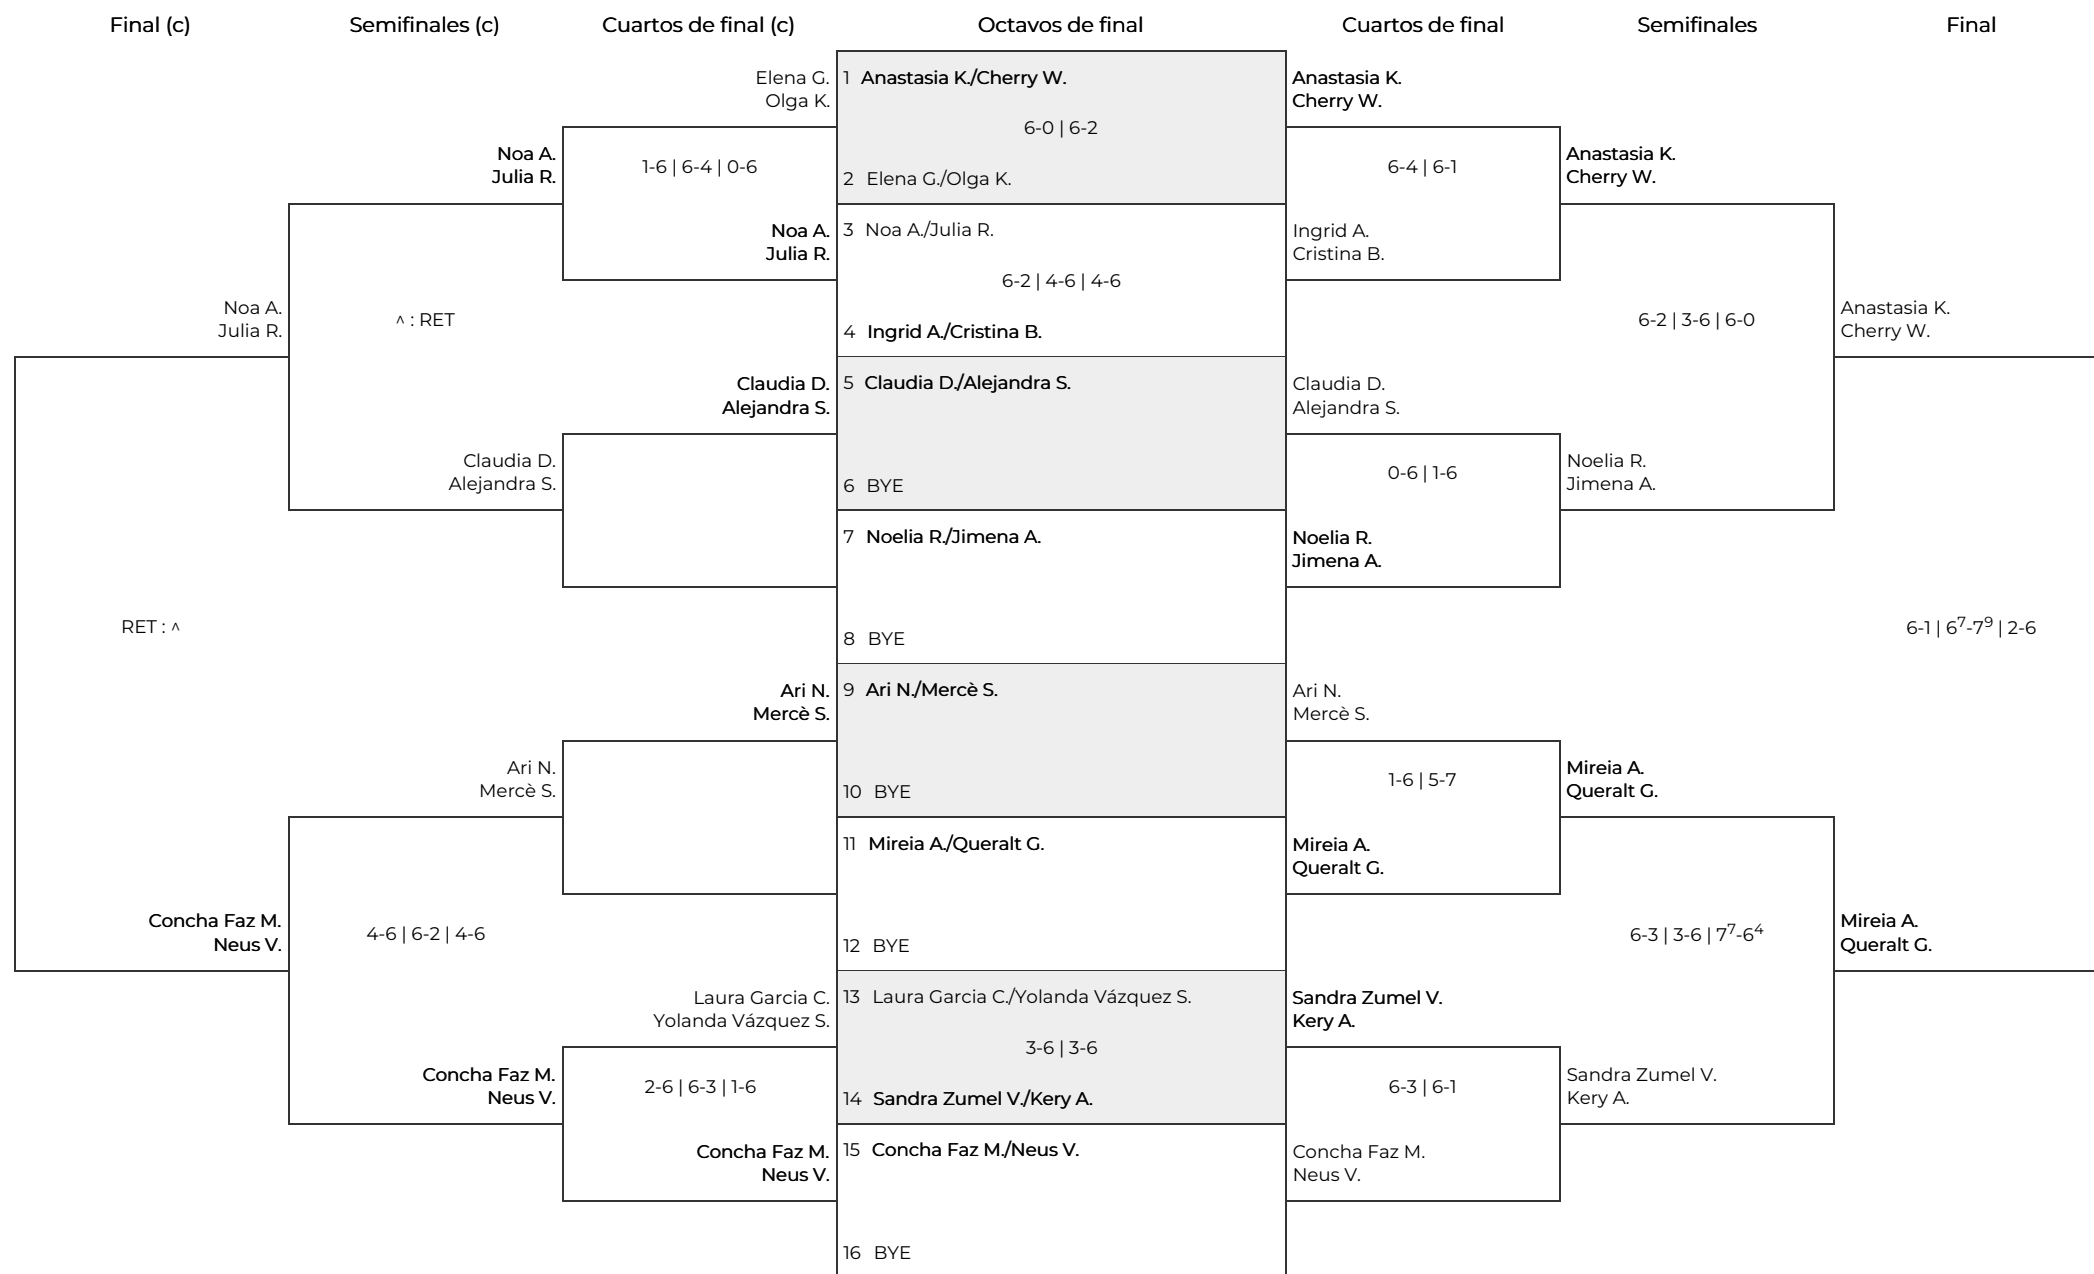 Final (c) Semifinales (c) Cuartos de final (c) Octavos de final Cuartos de final Semifinales Final
Elena G.
Olga K.
1-6 | 6-4 | 0-6
Noa A.
Julia R.
Claudia D.
Alejandra S.
Ari N.
Mercè S.
Laura Garcia C.
Yolanda Vázquez S.
2-6 | 6-3 | 1-6
Concha Faz M.
Neus V.
Noa A.
Julia R.
^ : RET
Claudia D.
Alejandra S.
Ari N.
Mercè S.
4-6 | 6-2 | 4-6
Concha Faz M.
Neus V.
Noa A.
Julia R.
RET : ^
Concha Faz M.
Neus V.
1 Anastasia K./Cherry W.
6-0 | 6-2
2 Elena G./Olga K.
3 Noa A./Julia R.
6-2 | 4-6 | 4-6
4 Ingrid A./Cristina B.
5 Claudia D./Alejandra S.
6 BYE
7 Noelia R./Jimena A.
8 BYE
9 Ari N./Mercè S.
10 BYE
11 Mireia A./Queralt G.
12 BYE
13 Laura Garcia C./Yolanda Vázquez S.
3-6 | 3-6
14 Sandra Zumel V./Kery A.
15 Concha Faz M./Neus V.
16 BYE
Anastasia K.
Cherry W.
6-4 | 6-1
Ingrid A.
Cristina B.
Claudia D.
Alejandra S.
0-6 | 1-6
Noelia R.
Jimena A.
Ari N.
Mercè S.
1-6 | 5-7
Mireia A.
Queralt G.
Sandra Zumel V.
Kery A.
6-3 | 6-1
Concha Faz M.
Neus V.
Anastasia K.
Cherry W.
6-2 | 3-6 | 6-0
Noelia R.
Jimena A.
Mireia A.
Queralt G.
6-3 | 3-6 | 7⁷-6⁴
Sandra Zumel V.
Kery A.
Anastasia K.
Cherry W.
6-1 | 6⁷-7⁹ | 2-6
Mireia A.
Queralt G.